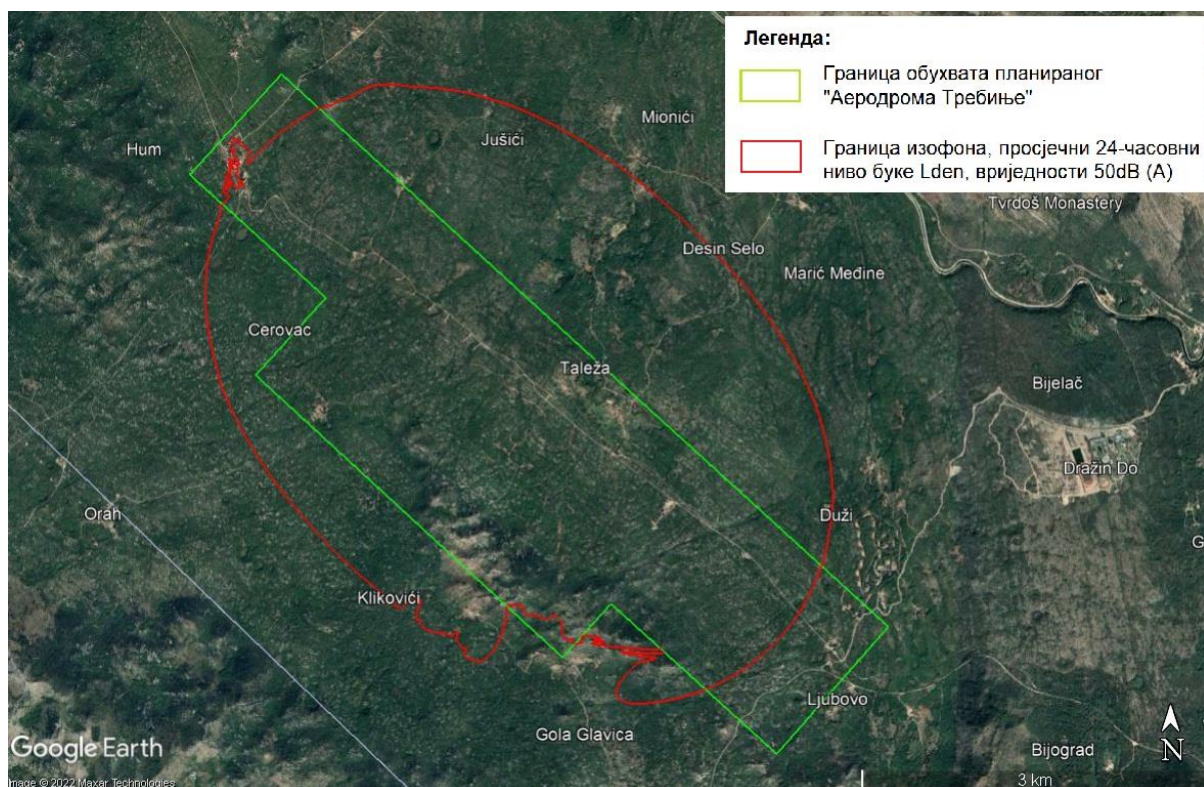 Легенда:
Граница обухвата планираног
"Аеродрома Требиње"
Граница изофона, просјечни 24-часовни
ниво буке Lden, вриједности 50dB (A)
Mionići
Jušići
Hum
Tvrdoš Monastery
Desin Selo
Marić Međine
Cerovac
Taleža
Bijelač
Dražin Do
Orah
Duži
G
Klikovići
Ljubovo
Gola Glavica
Bijograd
N
Google Earth
Image © 2022 Maxar Technologies
3 km